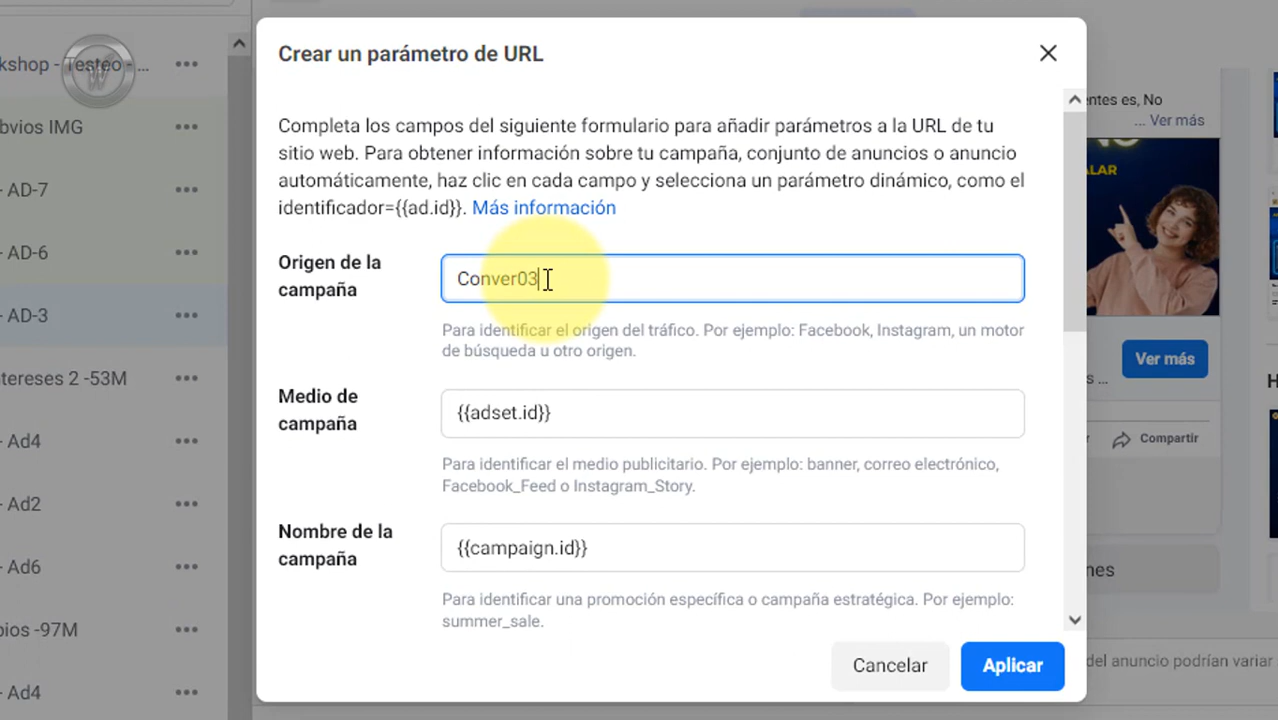 kshop - Testeo - ...
bvios IMG
- AD-7
- AD-6
- AD-3
ntereses 2 -53M
- Ad4
- Ad2
- Ad6
pios -97M
- Ad4
Crear un parámetro de URL
Completa los campos del siguiente formulario para añadir parámetros a la URL de tu
sitio web. Para obtener información sobre tu campaña, conjunto de anuncios o anuncio
automáticamente, haz clic en cada campo y selecciona un parámetro dinámico, como el
identificador={{ad.id}}. Más información
Origen de la
campaña
Conver03
Para identificar el origen del tráfico. Por ejemplo: Facebook, Instagram, un motor
de búsqueda u otro origen.
Medio de
campaña
{{adset.id}}
Para identificar el medio publicitario. Por ejemplo: banner, correo electrónico,
Facebook_Feed o Instagram_Story.
Nombre de la
campaña
{{campaign.id}}
Para identificar una promoción específica o campaña estratégica. Por ejemplo:
summer_sale.
Cancelar
Aplicar
entes es, No
... Ver más
ALAR
Ver más
Compartir
nes
del anuncio podrían variar